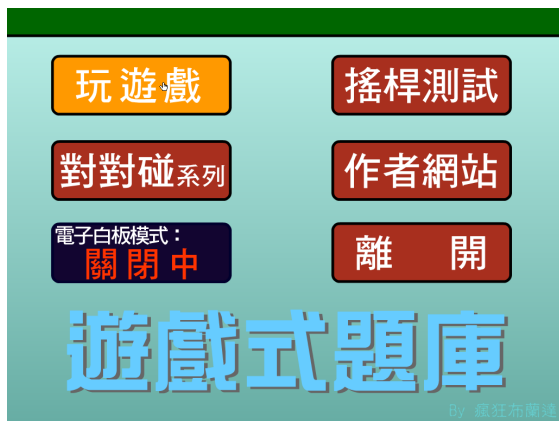 玩遊戲
搖桿測試
對對碰系列
作者網站
電子白板模式：
關閉中
離 開
遊戲式題庫
By 瘋狂布蘭達